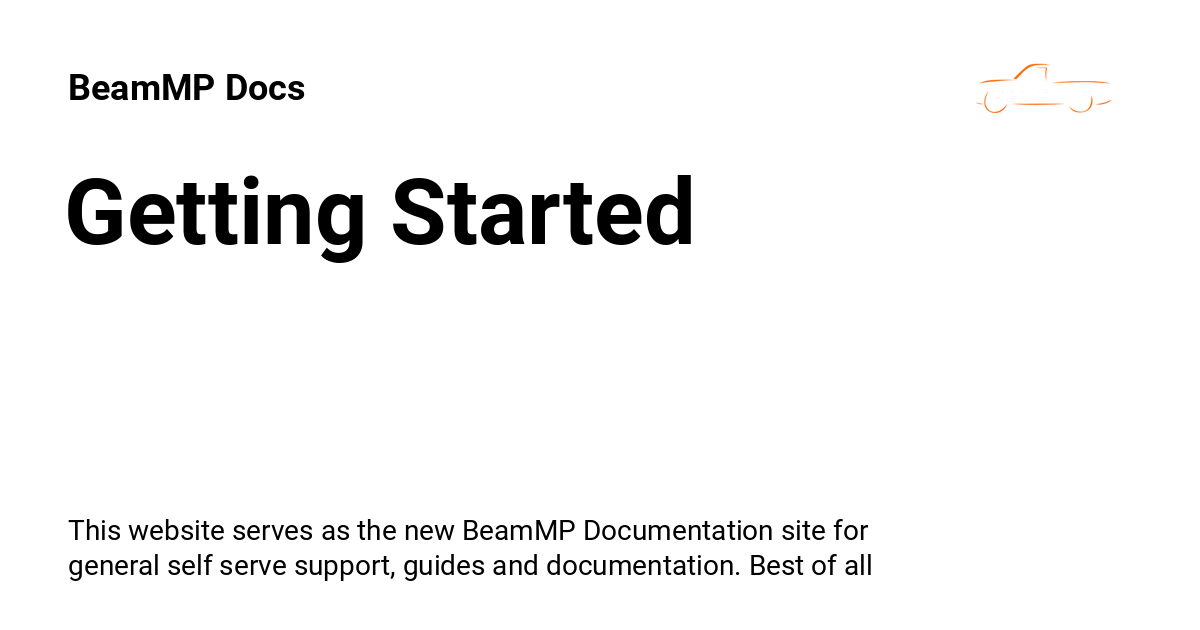 BeamMP Docs
Getting Started
This website serves as the new BeamMP Documentation site for
general self serve support, guides and documentation. Best of all